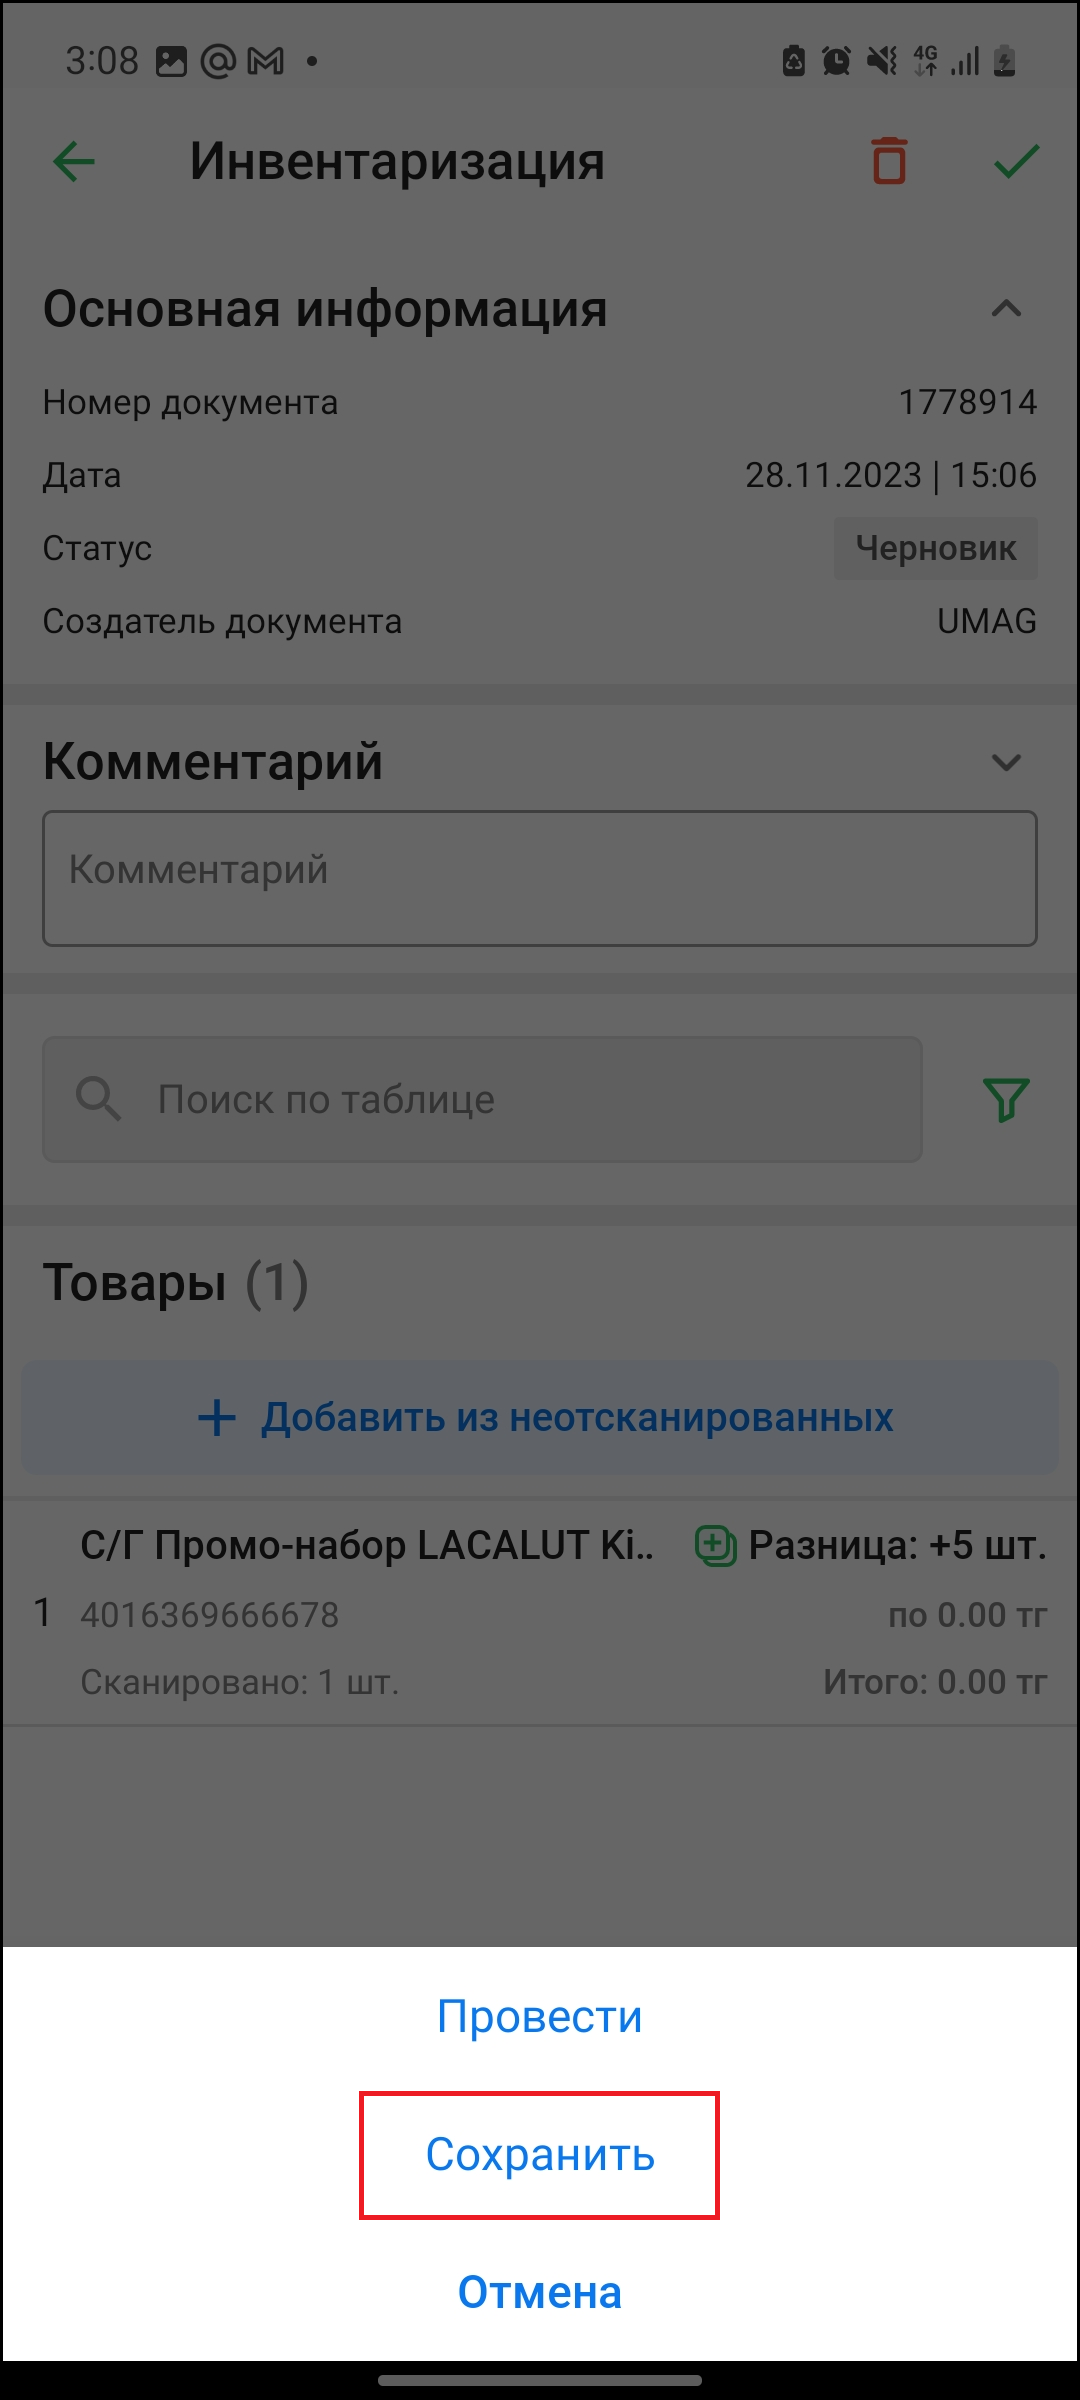 3:08
4G
Инвентаризация
Основная информация
Номер документа 1778914
Дата 28.11.2023 | 15:06
Статус Черновик
Создатель документа UMAG
Комментарий
Комментарий
Поиск по таблице
Товары (1)
+ Добавить из неотсканированных
С/Г Промо-набор LACALUT Ki.. Разница: +5 шт.
1 4016369666678 по 0.00 тг
Сканировано: 1 шт. Итого: 0.00 тг
Провести
Сохранить
Отмена